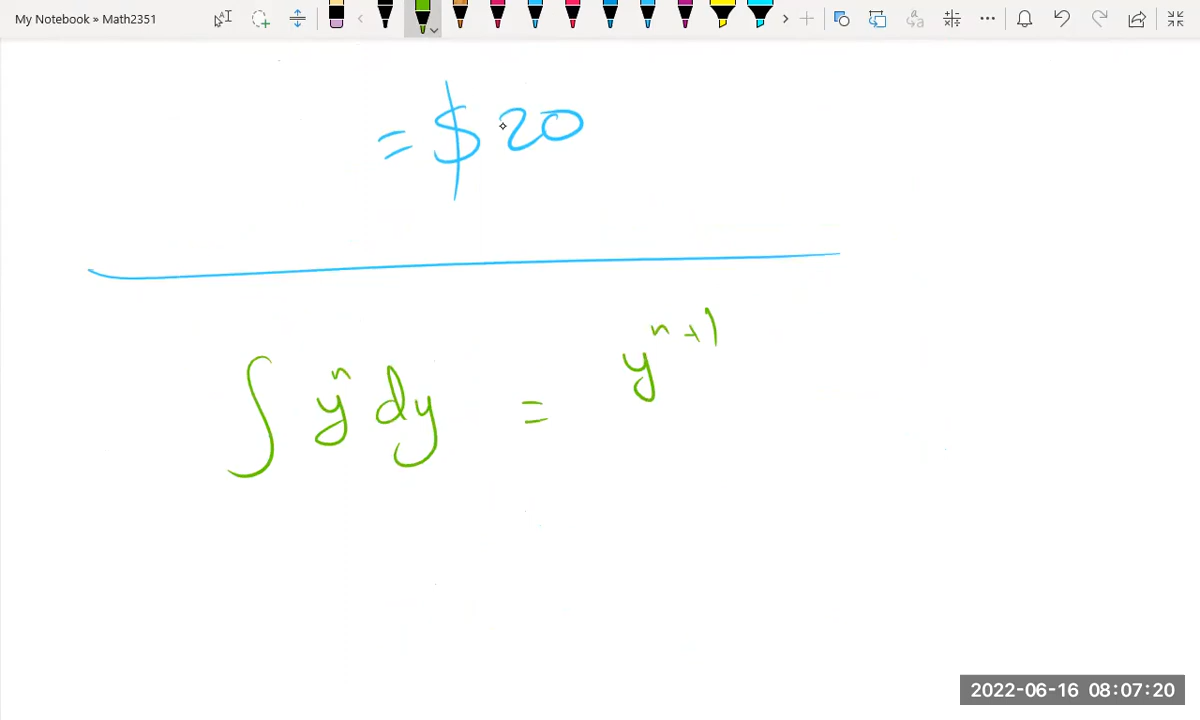 My Notebook » Math2351
= $ 20
∫ yⁿ dy = yⁿ⁺¹
2022-06-16 08:07:20